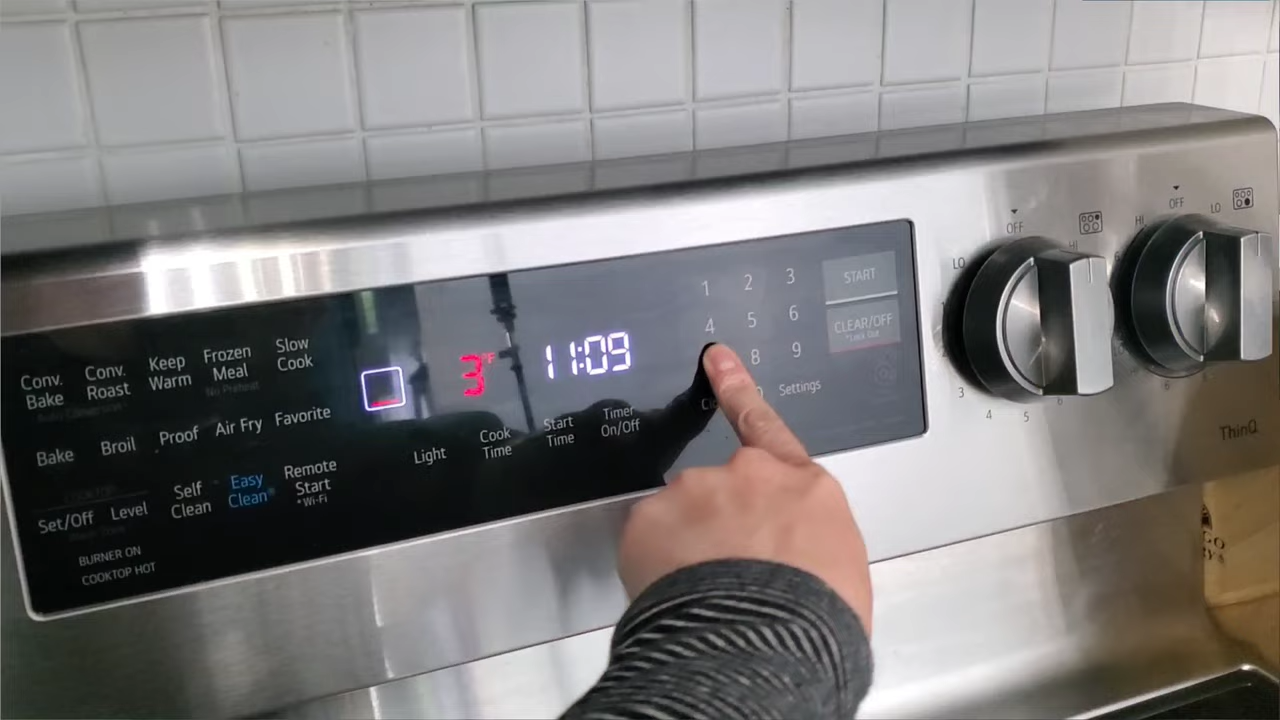 Conv. Bake
Conv. Roast
Keep Warm
Frozen Meal
No Preheat
Slow Cook
Bake
Broil
Proof
Air Fry
Favorite
Set/Off
Level
Self Clean
Easy Clean®
Remote Start
*Wi-Fi
BURNER ON
COOKTOP HOT
3°F
11:09
Light
Cook Time
Start Time
Timer On/Off
1 2 3
4 5 6
8 9
Settings
START
CLEAR/OFF
*Lock Out
OFF
LO
HI
3
4
5
6
OFF
HI
LO
6
ThinQ